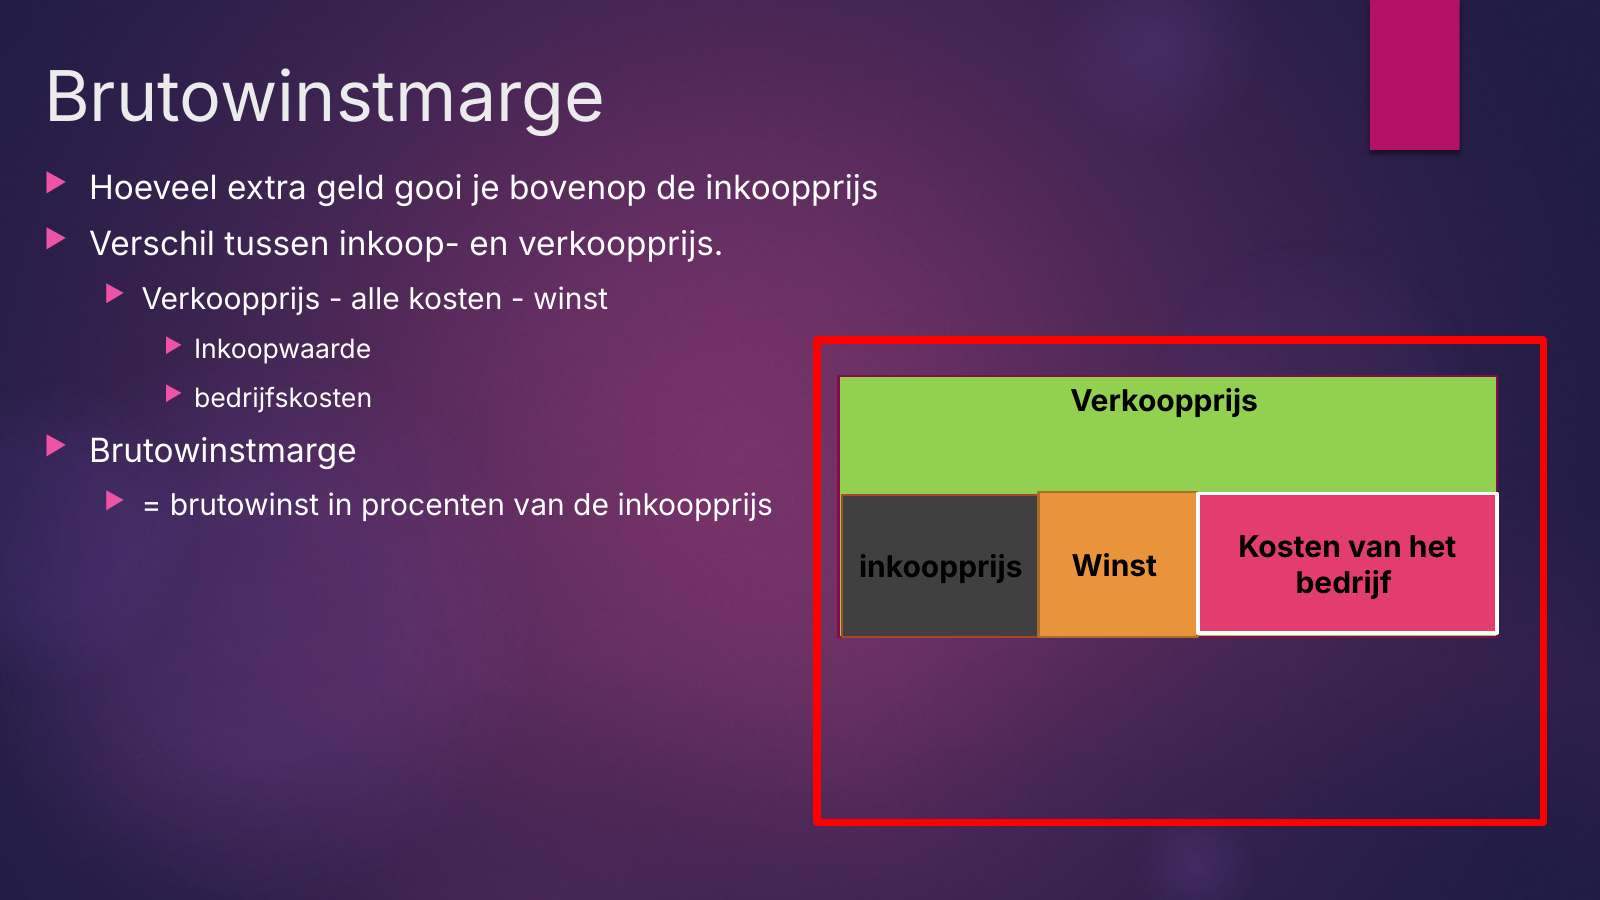 Brutowinstmarge
Hoeveel extra geld gooi je bovenop de inkoopprijs
Verschil tussen inkoop- en verkoopprijs.
Verkoopprijs - alle kosten - winst
Inkoopwaarde
bedrijfskosten
Brutowinstmarge
= brutowinst in procenten van de inkoopprijs
Verkoopprijs
inkoopprijs
Winst
Kosten van het
bedrijf